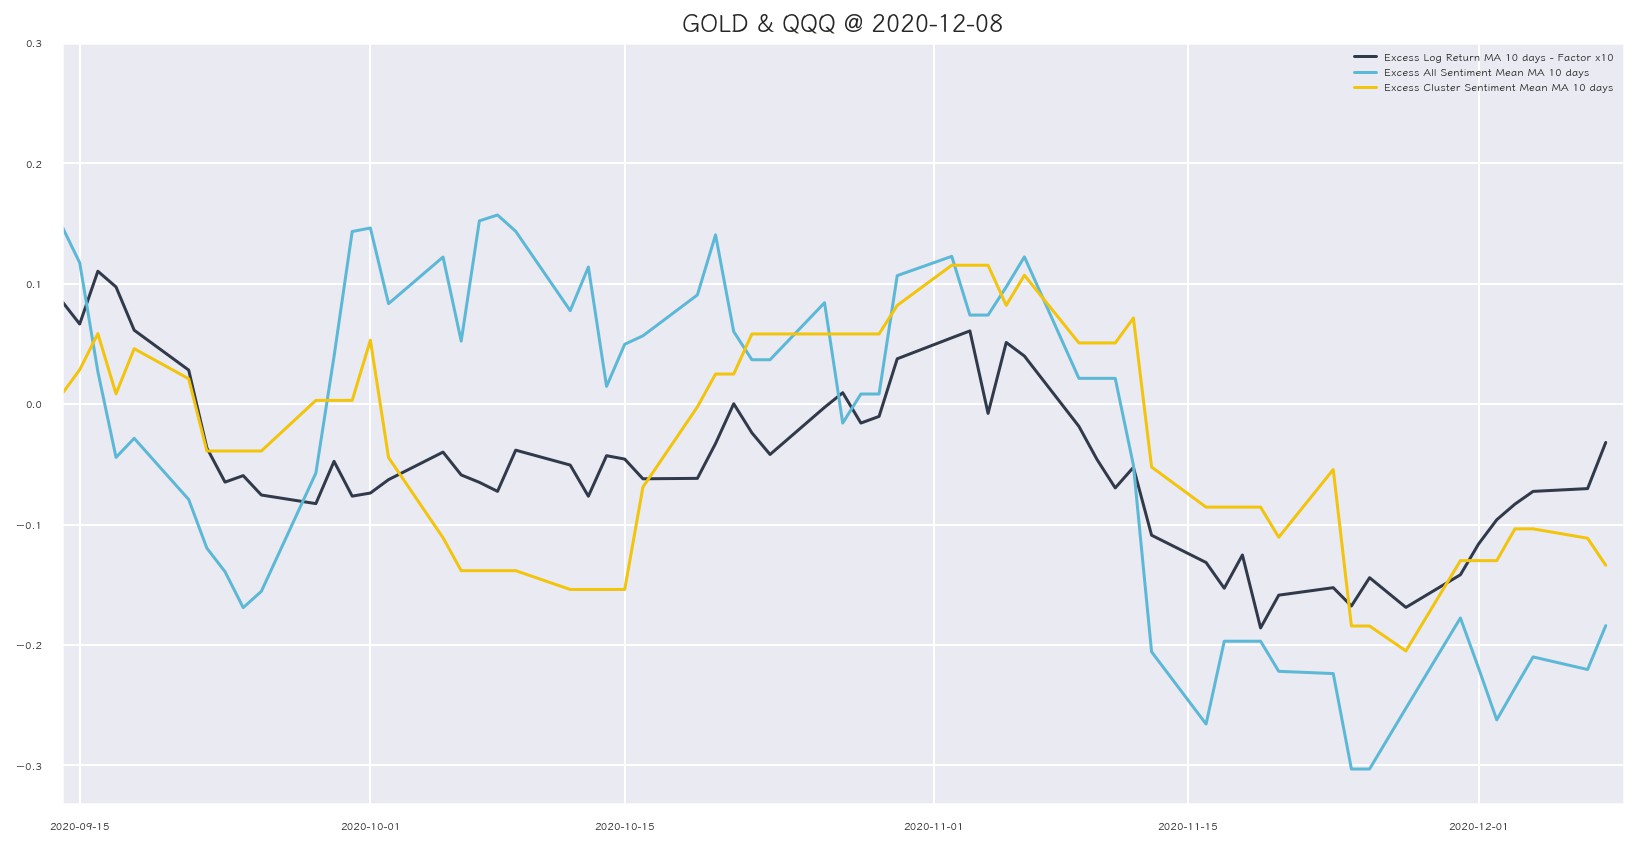 GOLD & QQQ @ 2020-12-08
Excess Log Return MA 10 days - Factor x10
Excess All Sentiment Mean MA 10 days
Excess Cluster Sentiment Mean MA 10 days
0.3
0.2
0.1
0.0
−0.1
−0.2
−0.3
2020-09-15 2020-10-01 2020-10-15 2020-11-01 2020-11-15 2020-12-01